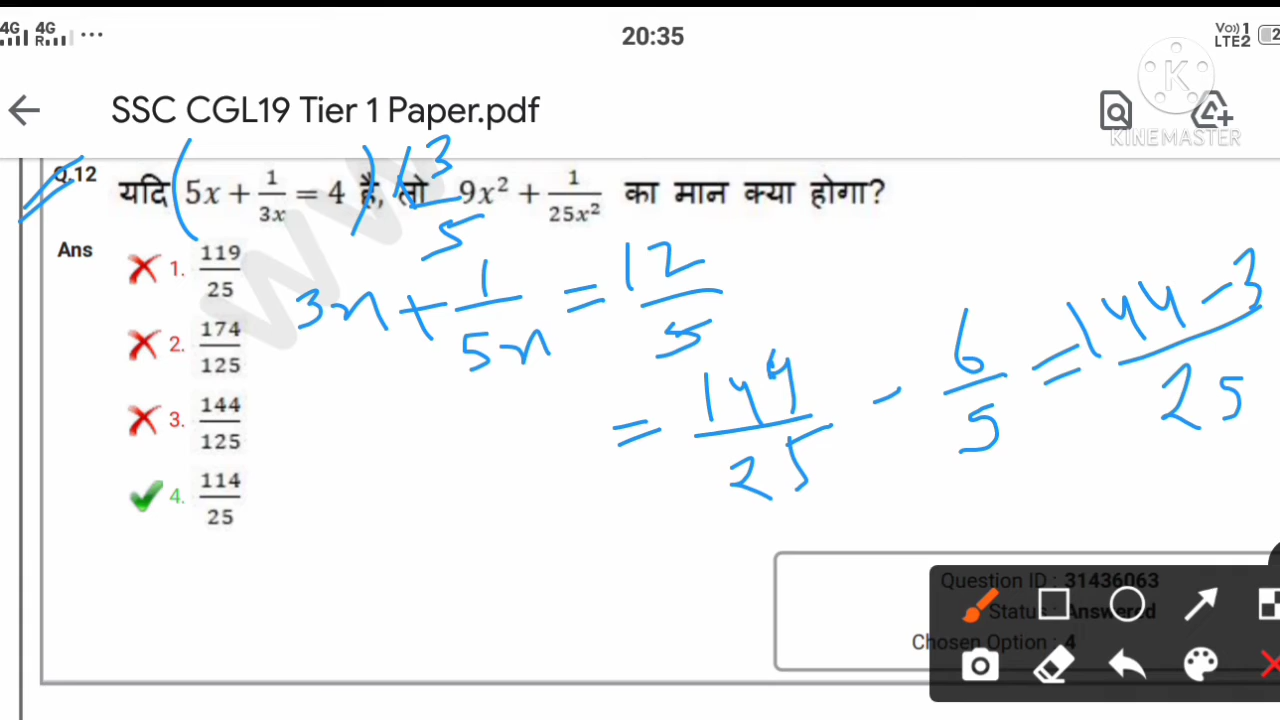 4G 4G R ... 20:35 Vo)) 1 LTE2 2
SSC CGL19 Tier 1 Paper.pdf
K
KINEMASTER
Q.12 यदि (5x + 1/3x = 4 है,) तो 9x² + 1/25x² का मान क्या होगा?
3/5
Ans
1. 119/25
3x + 1/5x = 12/5
2. 174/125
= 144/25 - 6/5 = 144-3/25
3. 144/125
4. 114/25
Question ID : 31436063
Status : Answered
Chosen Option : 4